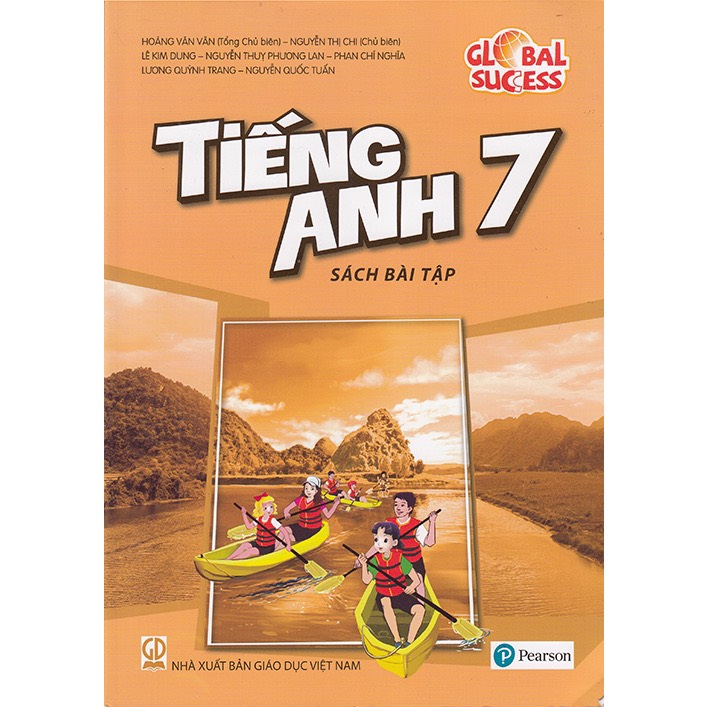 HOÀNG VĂN VÂN (Tổng Chủ biên) – NGUYỄN THỊ CHI (Chủ biên)
LÊ KIM DUNG – NGUYỄN THUỴ PHƯƠNG LAN – PHAN CHÍ NGHĨA
LƯƠNG QUỲNH TRANG – NGUYỄN QUỐC TUẤN
GLOBAL
SUCCESS
TIẾNG
ANH 7
SÁCH BÀI TẬP
GD
NHÀ XUẤT BẢN GIÁO DỤC VIỆT NAM
P Pearson